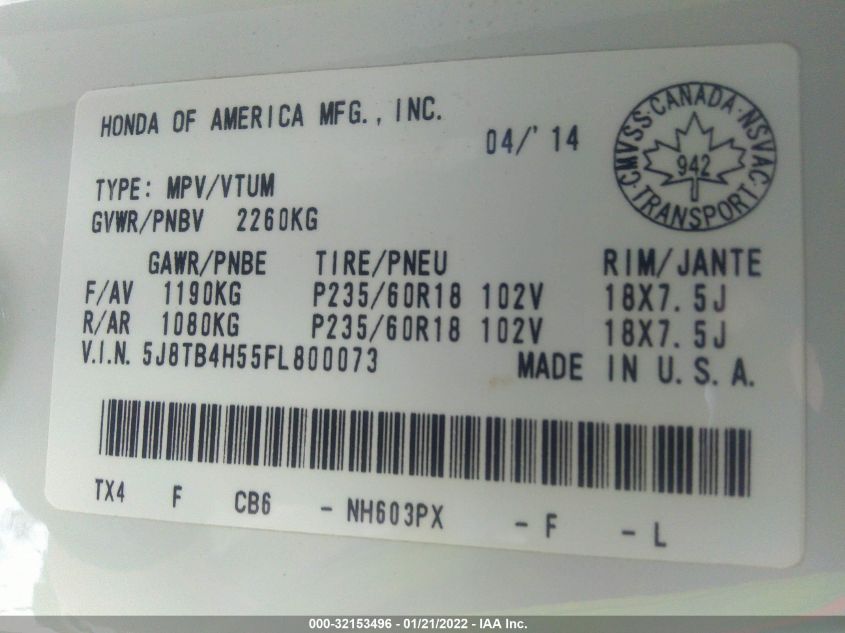 HONDA OF AMERICA MFG., INC.
04/'14
CMVSS·CANADA·NSVAC
942
·TRANSPORT·
TYPE: MPV/VTUM
GVWR/PNBV 2260KG
GAWR/PNBE TIRE/PNEU RIM/JANTE
F/AV 1190KG P235/60R18 102V 18X7.5J
R/AR 1080KG P235/60R18 102V 18X7.5J
V.I.N. 5J8TB4H55FL800073 MADE IN U.S.A.
TX4 F CB6 - NH603PX - F - L
000-32153496 - 01/21/2022 - IAA Inc.